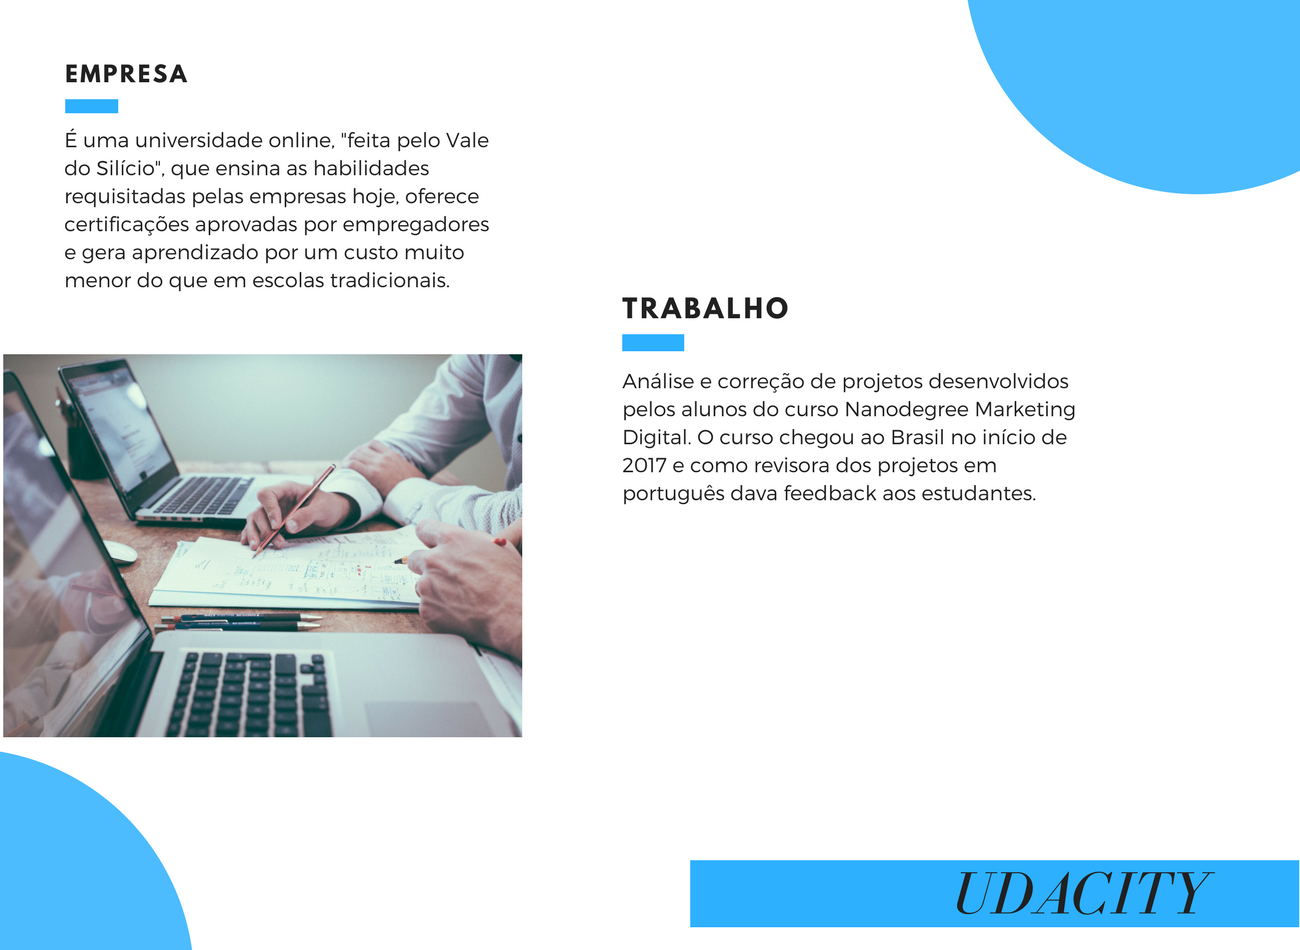 EMPRESA
É uma universidade online, "feita pelo Vale
do Silício", que ensina as habilidades
requisitadas pelas empresas hoje, oferece
certificações aprovadas por empregadores
e gera aprendizado por um custo muito
menor do que em escolas tradicionais.
TRABALHO
Análise e correção de projetos desenvolvidos
pelos alunos do curso Nanodegree Marketing
Digital. O curso chegou ao Brasil no início de
2017 e como revisora dos projetos em
português dava feedback aos estudantes.
UDACITY